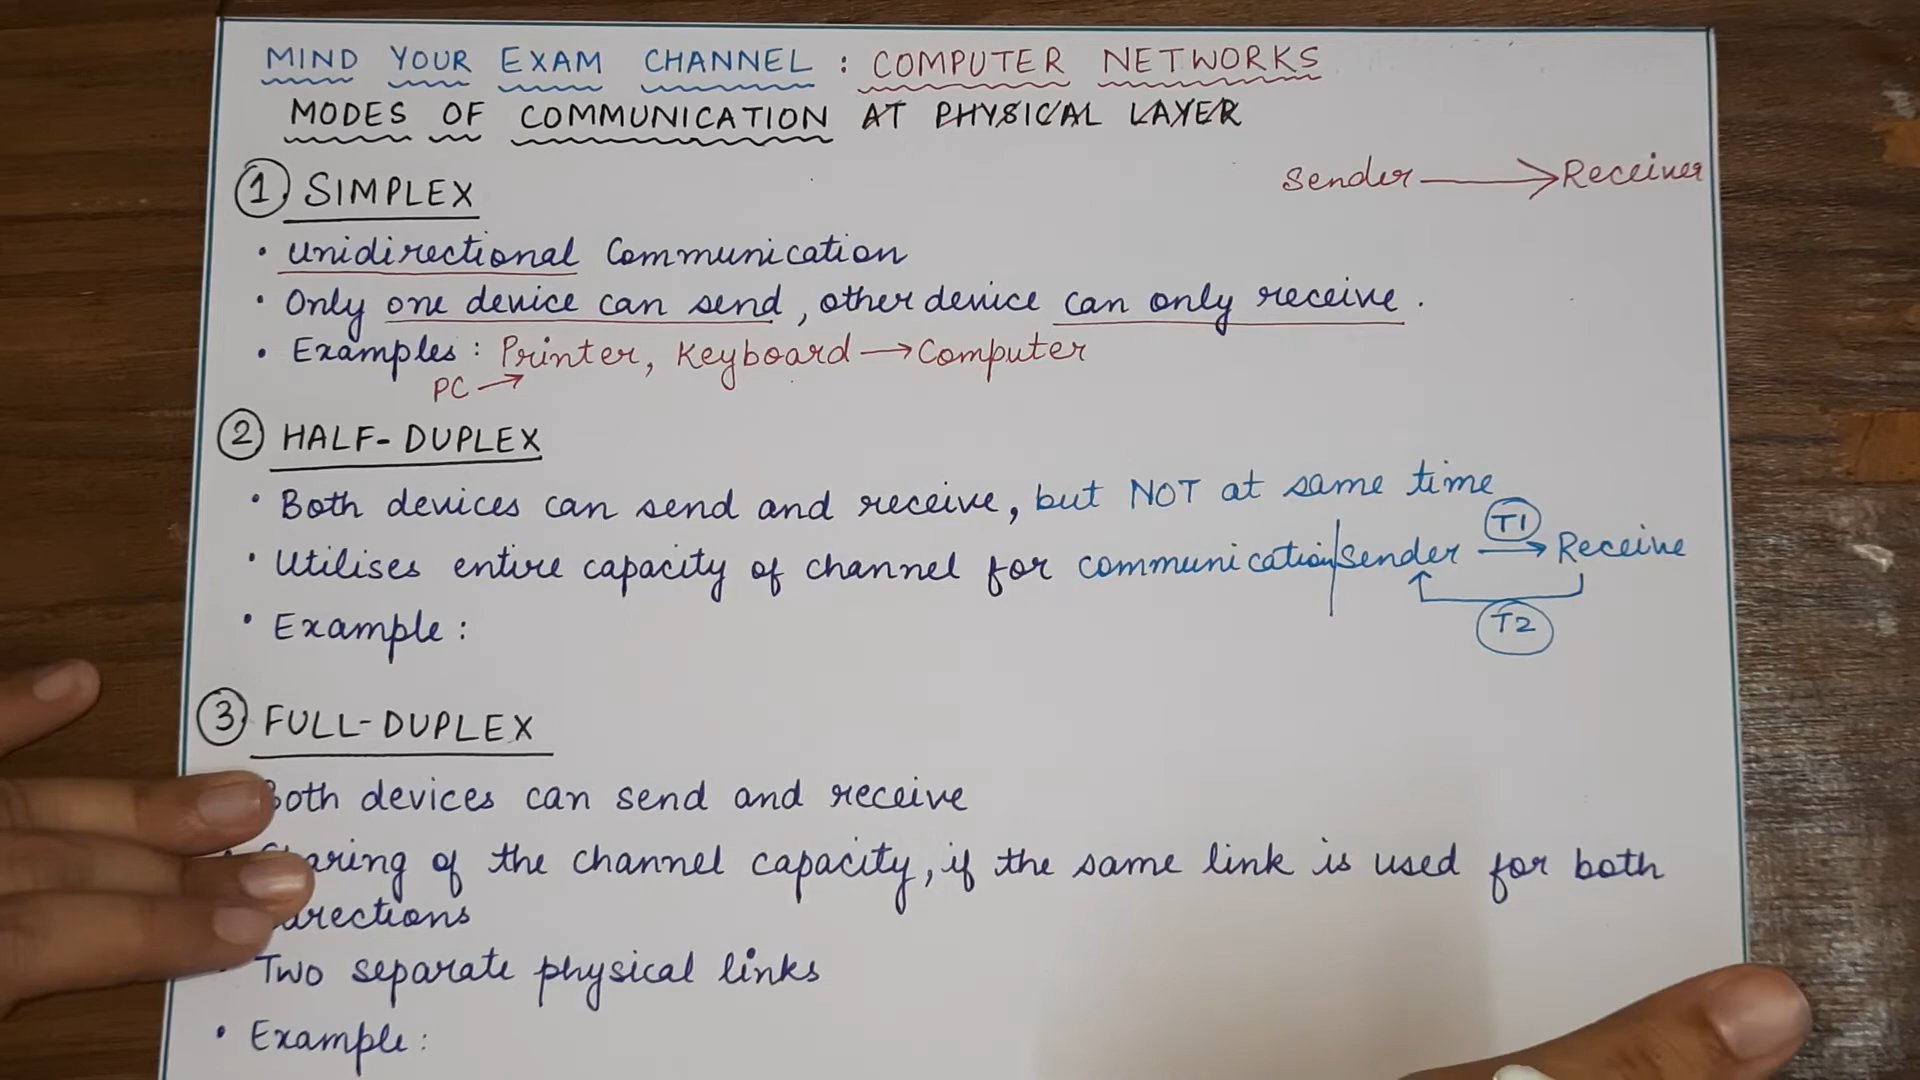 MIND YOUR EXAM CHANNEL : COMPUTER NETWORKS
MODES OF COMMUNICATION AT PHYSICAL LAYER
Sender → Receiver
1 SIMPLEX
• Unidirectional Communication
• Only one device can send, other device can only receive.
• Examples : Printer, Keyboard → Computer
PC →
2 HALF-DUPLEX
• Both devices can send and receive, but NOT at same time
• Utilises entire capacity of channel for communication
T1
Sender → Receive
T2
• Example :
3 FULL-DUPLEX
Both devices can send and receive
Sharing of the channel capacity, if the same link is used for both
directions
• Two separate physical links
• Example :